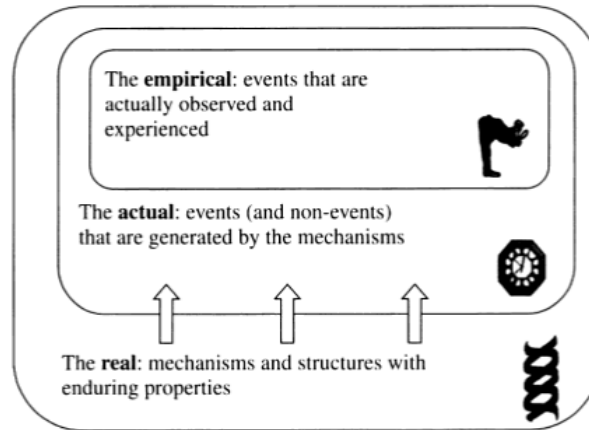 The empirical: events that are
actually observed and
experienced
The actual: events (and non-events)
that are generated by the mechanisms
The real: mechanisms and structures with
enduring properties